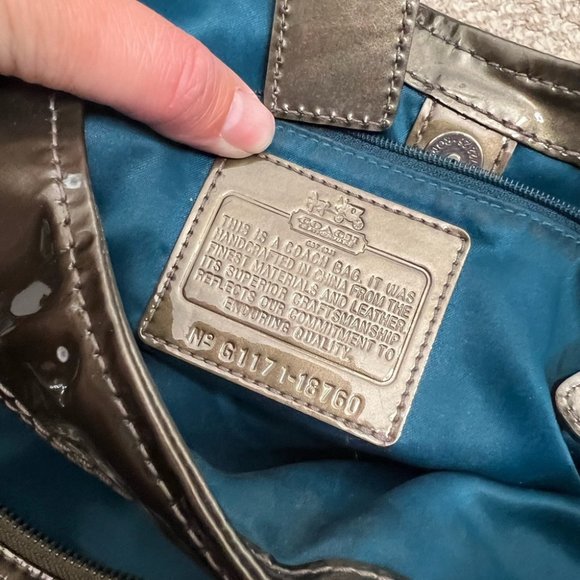 COACH
THIS IS A COACH BAG. IT WAS
HANDCRAFTED IN CHINA FROM THE
FINEST MATERIALS AND LEATHER.
ITS SUPERIOR CRAFTSMANSHIP
REFLECTS OUR COMMITMENT TO
ENDURING QUALITY.
Nº G1171-18760